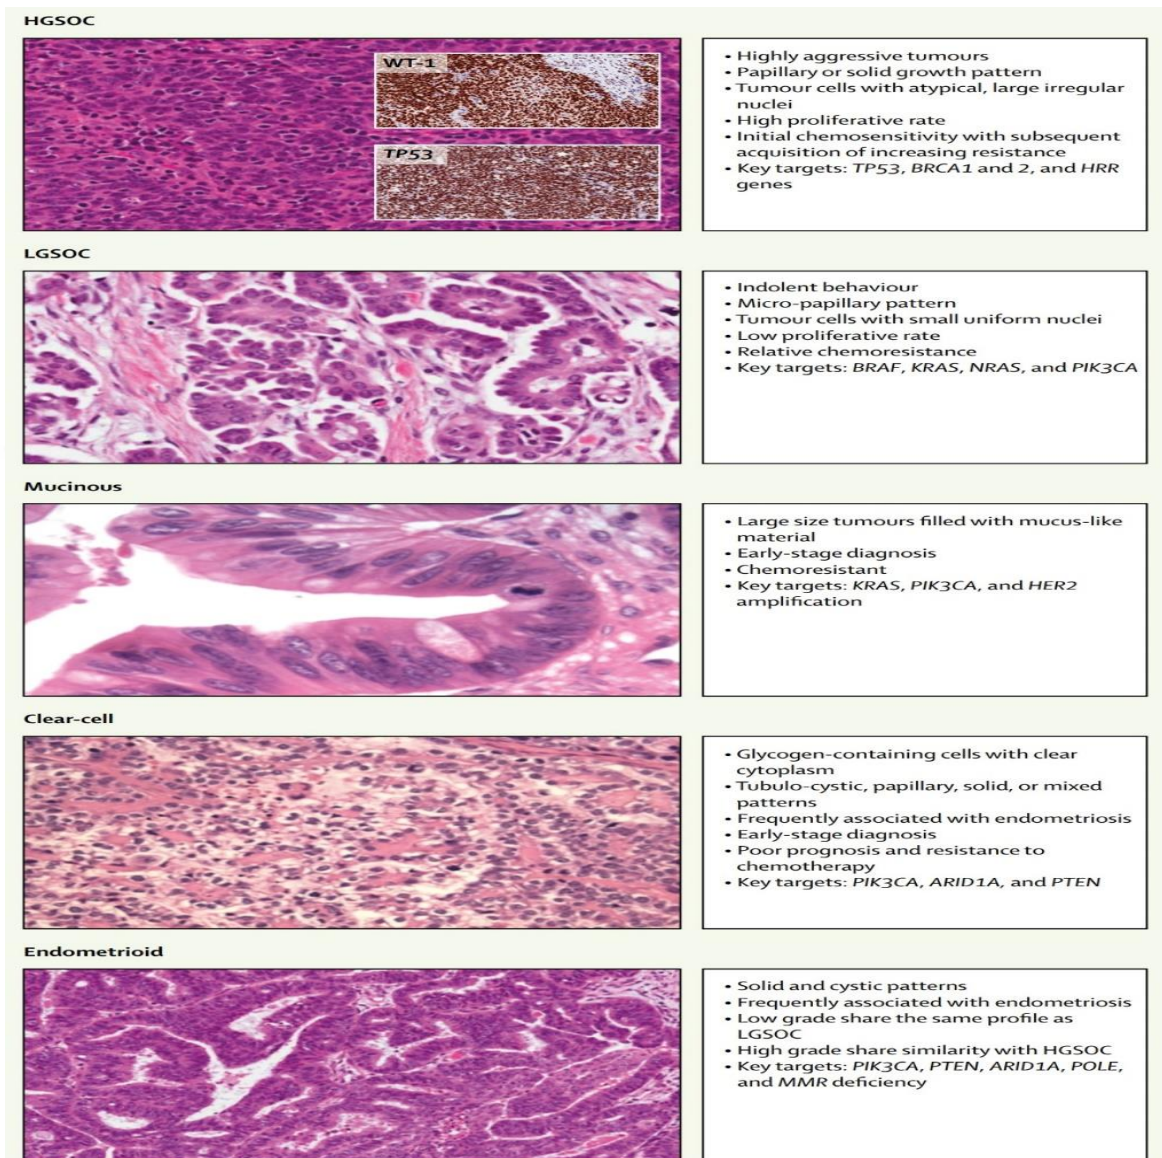 HGSOC
WT-1
TP53
• Highly aggressive tumours
• Papillary or solid growth pattern
• Tumour cells with atypical, large irregular
nuclei
• High proliferative rate
• Initial chemosensitivity with subsequent
acquisition of increasing resistance
• Key targets: TP53, BRCA1 and 2, and HRR
genes
LGSOC
• Indolent behaviour
• Micro-papillary pattern
• Tumour cells with small uniform nuclei
• Low proliferative rate
• Relative chemoresistance
• Key targets: BRAF, KRAS, NRAS, and PIK3CA
Mucinous
• Large size tumours filled with mucus-like
material
• Early-stage diagnosis
• Chemoresistant
• Key targets: KRAS, PIK3CA, and HER2
amplification
Clear-cell
• Glycogen-containing cells with clear
cytoplasm
• Tubulo-cystic, papillary, solid, or mixed
patterns
• Frequently associated with endometriosis
• Early-stage diagnosis
• Poor prognosis and resistance to
chemotherapy
• Key targets: PIK3CA, ARID1A, and PTEN
Endometrioid
• Solid and cystic patterns
• Frequently associated with endometriosis
• Low grade share the same profile as
LGSOC
• High grade share similarity with HGSOC
• Key targets: PIK3CA, PTEN, ARID1A, POLE,
and MMR deficiency